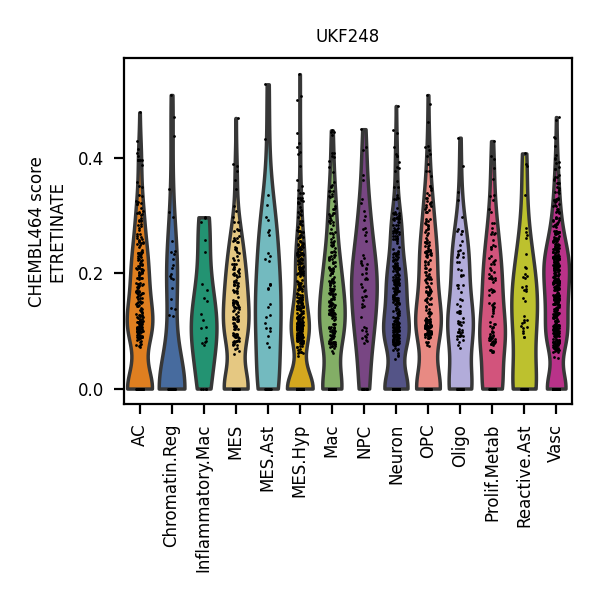 UKF248
CHEMBL464 score
ETRETINATE
0.4
0.2
0.0
AC
Chromatin.Reg
Inflammatory.Mac
MES
MES.Ast
MES.Hyp
Mac
NPC
Neuron
OPC
Oligo
Prolif.Metab
Reactive.Ast
Vasc